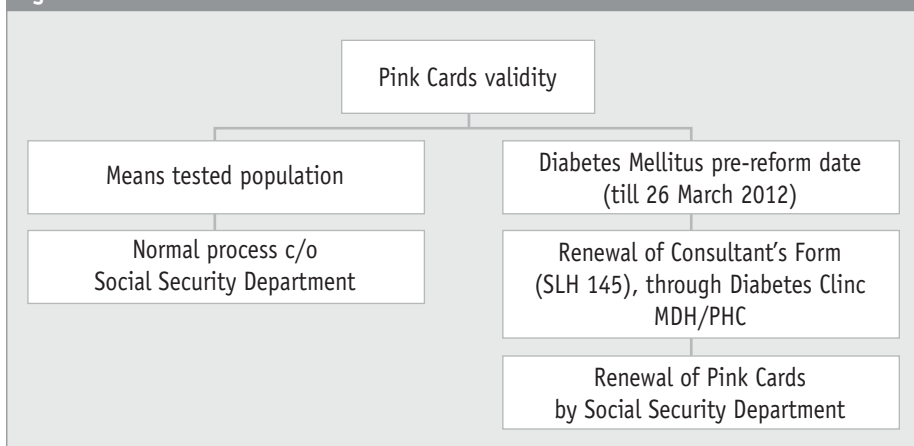 Pink Cards validity
Means tested population
Normal process c/o
Social Security Department
Diabetes Mellitus pre-reform date
(till 26 March 2012)
Renewal of Consultant’s Form
(SLH 145), through Diabetes Clinc
MDH/PHC
Renewal of Pink Cards
by Social Security Department